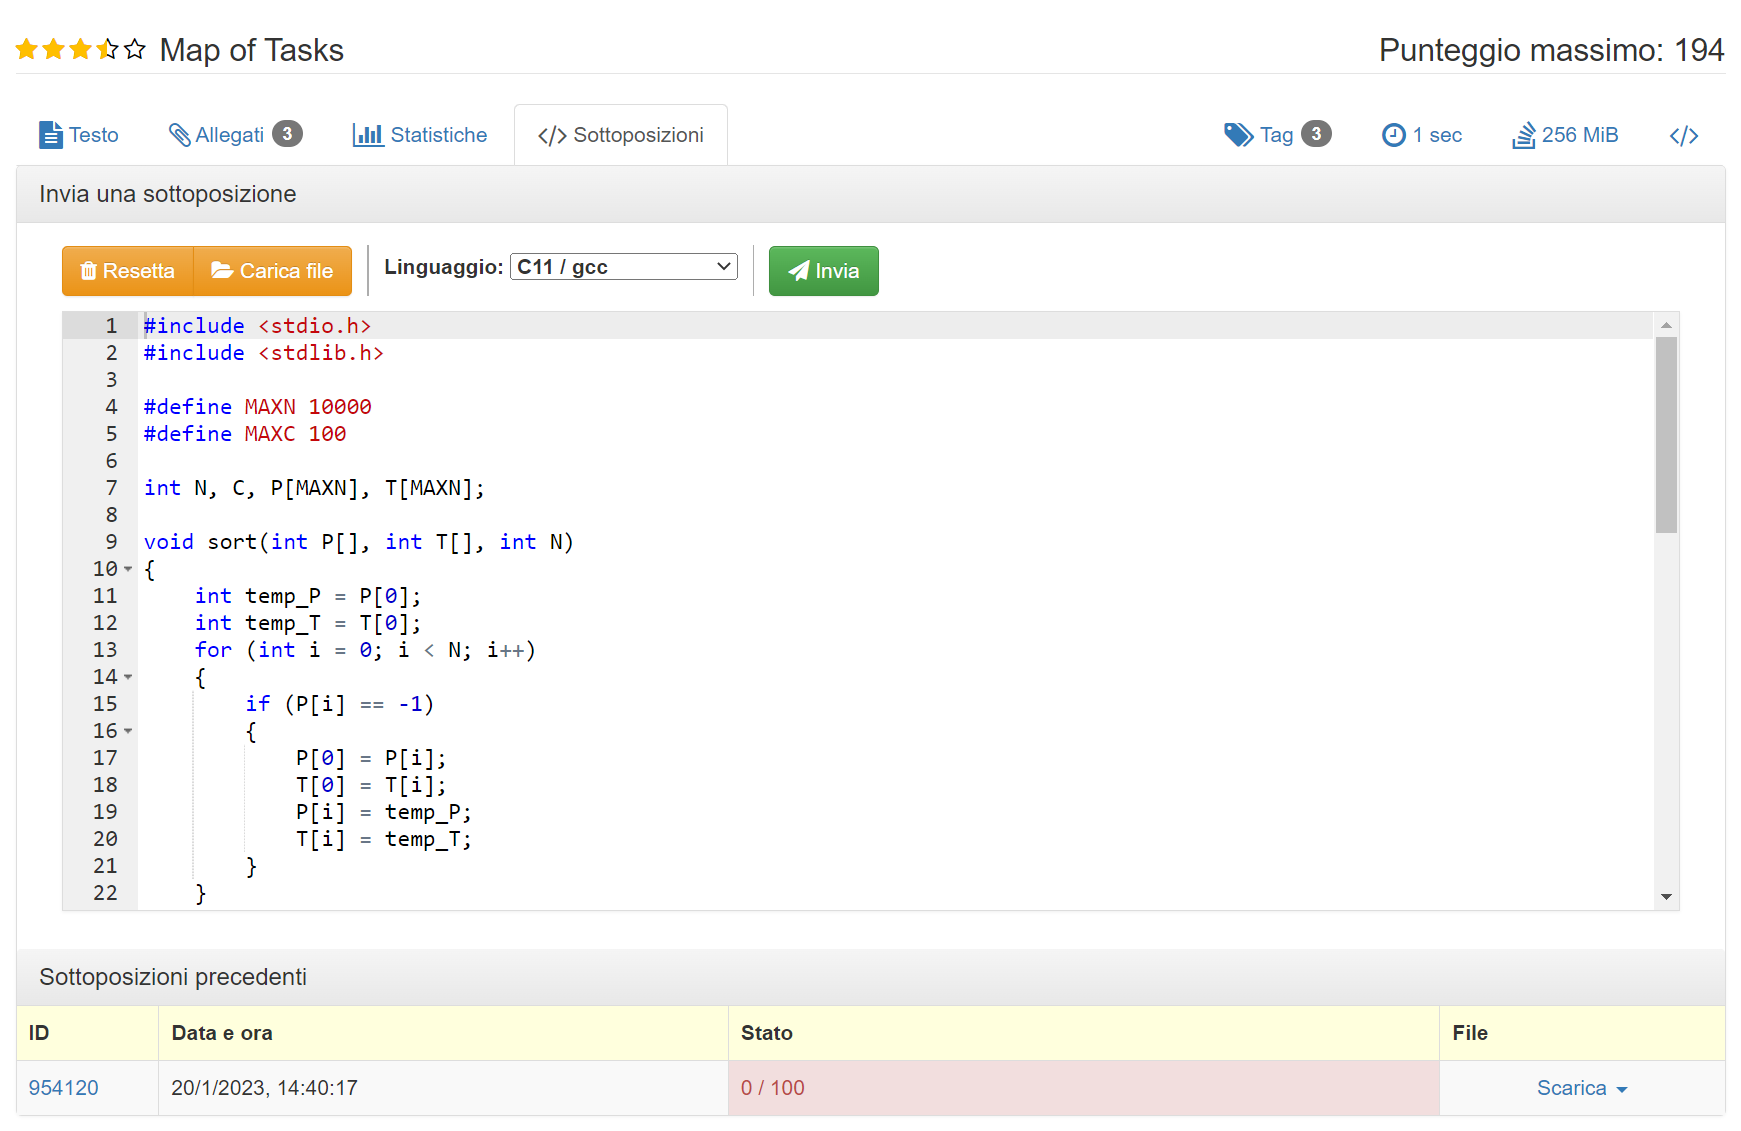 Map of Tasks
Punteggio massimo: 194
Testo
Allegati 3
Statistiche
</> Sottoposizioni
Tag 3
1 sec
256 MiB
</>
Invia una sottoposizione
Resetta
Carica file
Linguaggio: C11 / gcc
Invia
1 #include <stdio.h>
2 #include <stdlib.h>
3
4 #define MAXN 10000
5 #define MAXC 100
6
7 int N, C, P[MAXN], T[MAXN];
8
9 void sort(int P[], int T[], int N)
10 {
11     int temp_P = P[0];
12     int temp_T = T[0];
13     for (int i = 0; i < N; i++)
14     {
15         if (P[i] == -1)
16         {
17             P[0] = P[i];
18             T[0] = T[i];
19             P[i] = temp_P;
20             T[i] = temp_T;
21         }
22     }
Sottoposizioni precedenti
ID Data e ora Stato File
954120 20/1/2023, 14:40:17 0 / 100 Scarica